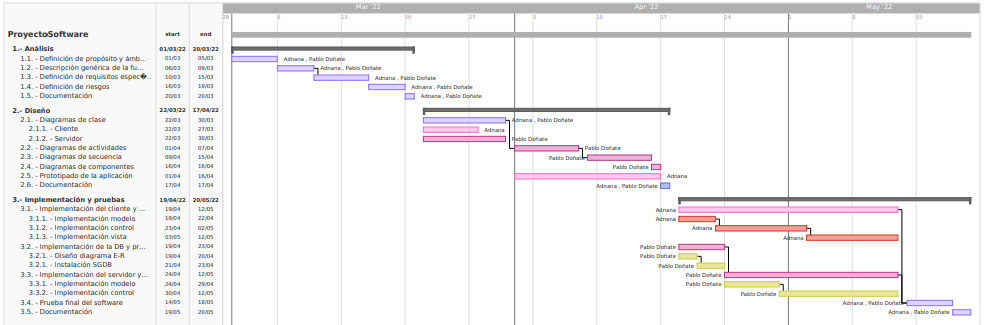 Mar '22 Apr '22 May '22
28 6 13 20 27 3 10 17 24 1 8 15
ProyectoSoftware start end
1.- Análisis 01/03/22 20/03/22
1.1. - Definición de propósito y ámb... 01/03 05/03 Adnana , Pablo Doñate
1.2. - Descripción genérica de la fu... 06/03 09/03 Adnana , Pablo Doñate
1.3. - Definición de requisitos espec�... 10/03 15/03 Adnana , Pablo Doñate
1.4. - Definición de riesgos 16/03 19/03 Adnana , Pablo Doñate
1.5. - Documentación 20/03 20/03 Adnana , Pablo Doñate
2.- Diseño 22/03/22 17/04/22
2.1. - Diagramas de clase 22/03 30/03 Adnana , Pablo Doñate
2.1.1. - Cliente 22/03 27/03 Adnana
2.1.2. - Servidor 22/03 30/03 Pablo Doñate
2.2. - Diagramas de actividades 01/04 07/04 Pablo Doñate
2.3. - Diagramas de secuencia 09/04 15/04 Pablo Doñate
2.4. - Diagramas de componentes 16/04 16/04 Pablo Doñate
2.5. - Prototipado de la aplicación 01/04 16/04 Adnana
2.6. - Documentación 17/04 17/04 Adnana , Pablo Doñate
3.- Implementación y pruebas 19/04/22 20/05/22
3.1. - Implementación del cliente y ... 19/04 12/05 Adnana
3.1.1. - Implementación modelo 19/04 22/04 Adnana
3.1.2. - Implementación control 23/04 02/05 Adnana
3.1.3. - Implementación vista 03/05 12/05 Adnana
3.2. - Implementación de la DB y pr... 19/04 23/04 Pablo Doñate
3.2.1. - Diseño diagrama E-R 19/04 20/04 Pablo Doñate
3.2.1. - Instalación SGDB 21/04 23/04 Pablo Doñate
3.3. - Implementación del servidor y... 24/04 12/05 Pablo Doñate
3.3.1. - Implementación modelo 24/04 29/04 Pablo Doñate
3.3.2. - Implementación control 30/04 12/05 Pablo Doñate
3.4. - Prueba final del software 14/05 18/05 Adnana , Pablo Doñate
3.5. - Documentación 19/05 20/05 Adnana , Pablo Doñate